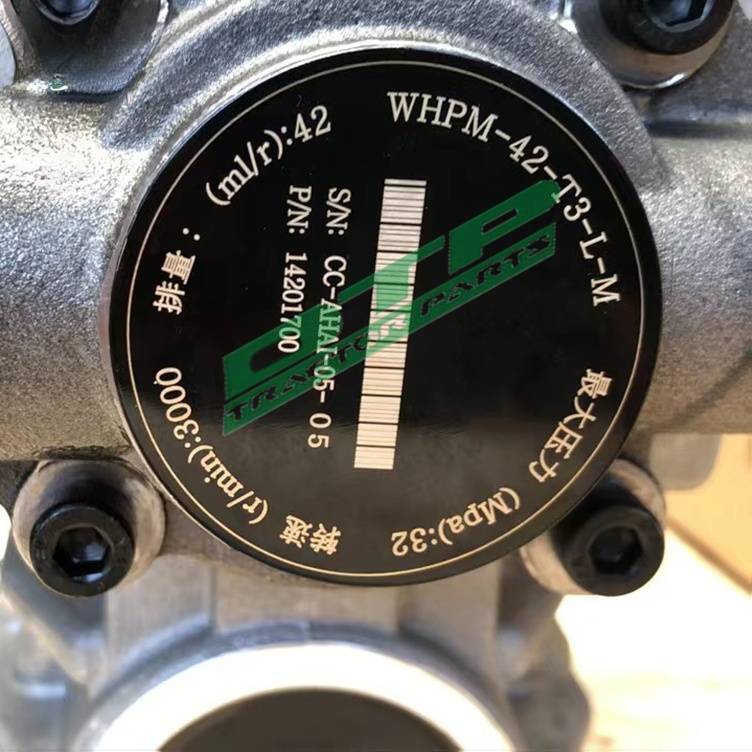 WHPM-42-T3-L-M
最大压力 (Mpa):32
转速 (r/min):3000
排量: (ml/r):42
S/N: CC-AHAI-05-05
P/N: 14201700
OTP
TRACTOR PARTS